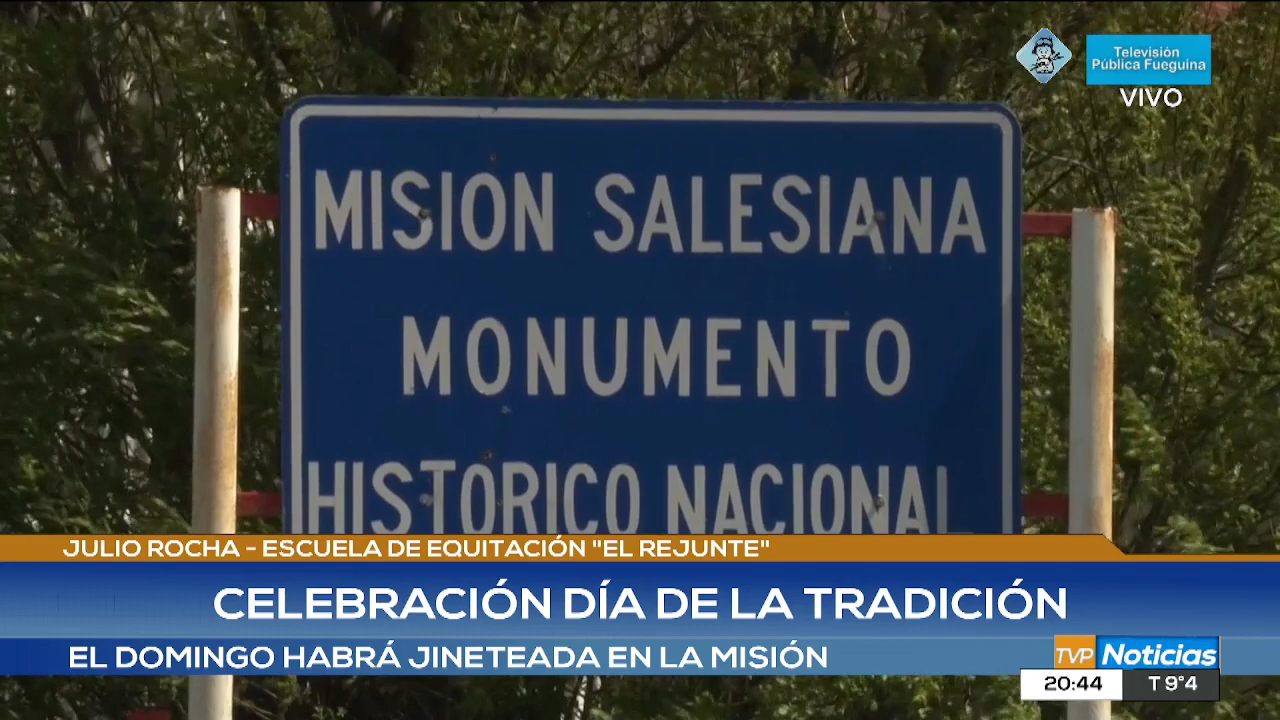 Televisión
Pública Fueguina
VIVO
MISION SALESIANA
MONUMENTO
HISTORICO NACIONAL
JULIO ROCHA - ESCUELA DE EQUITACIÓN "EL REJUNTE"
CELEBRACIÓN DÍA DE LA TRADICIÓN
EL DOMINGO HABRÁ JINETEADA EN LA MISIÓN
TVP Noticias
20:44 T 9°4